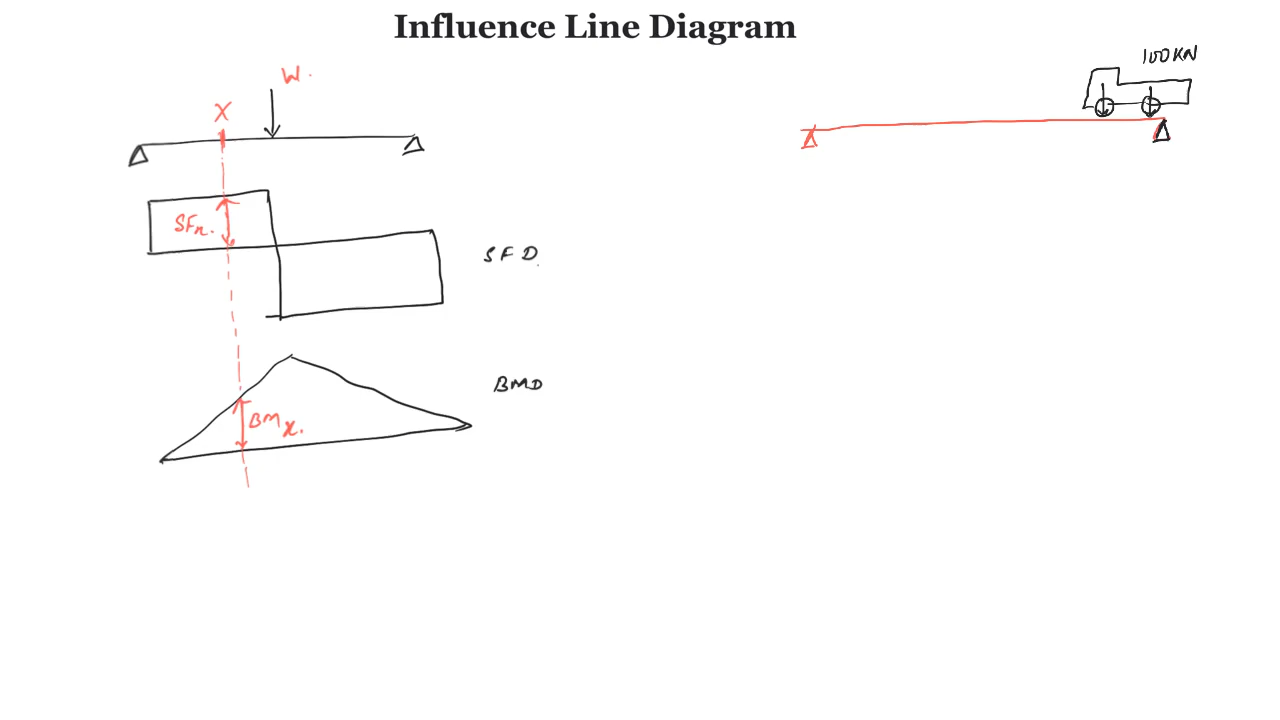 Influence Line Diagram
100KN
W.
X
SFx.
SFD
BMD
BMx.